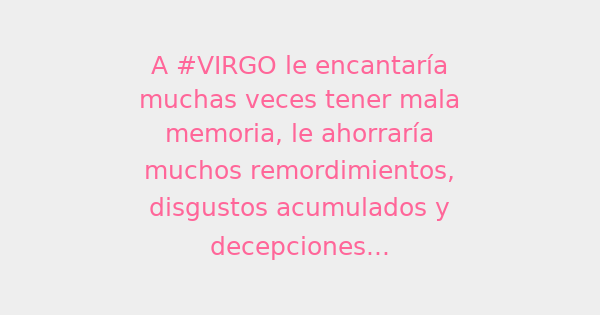 A #VIRGO le encantaría
muchas veces tener mala
memoria, le ahorraría
muchos remordimientos,
disgustos acumulados y
decepciones...